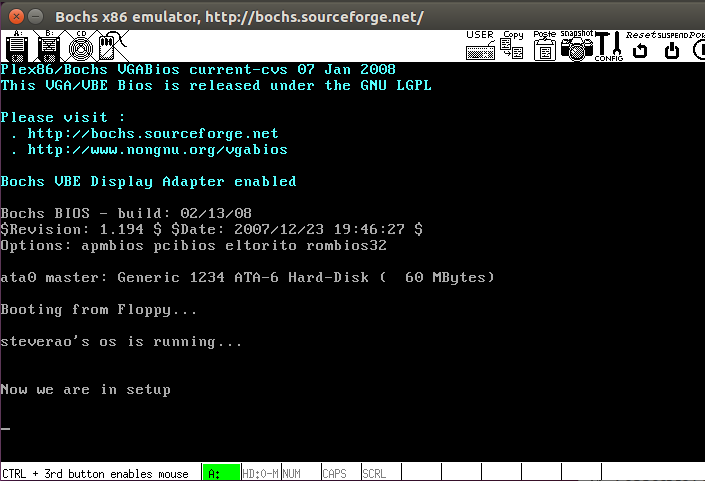 Bochs x86 emulator, http://bochs.sourceforge.net/
A: B: CD USER Copy Paste snapshot CONFIG Reset SUSPEND Po
Plex86/Bochs VGABios current-cvs 07 Jan 2008
This VGA/VBE Bios is released under the GNU LGPL
Please visit :
. http://bochs.sourceforge.net
. http://www.nongnu.org/vgabios
Bochs VBE Display Adapter enabled
Bochs BIOS - build: 02/13/08
$Revision: 1.194 $ $Date: 2007/12/23 19:46:27 $
Options: apmbios pcibios eltorito rombios32
ata0 master: Generic 1234 ATA-6 Hard-Disk (  60 MBytes)
Booting from Floppy...
steverao's os is running...
Now we are in setup
_
CTRL + 3rd button enables mouse A: HD:0-M NUM CAPS SCRL